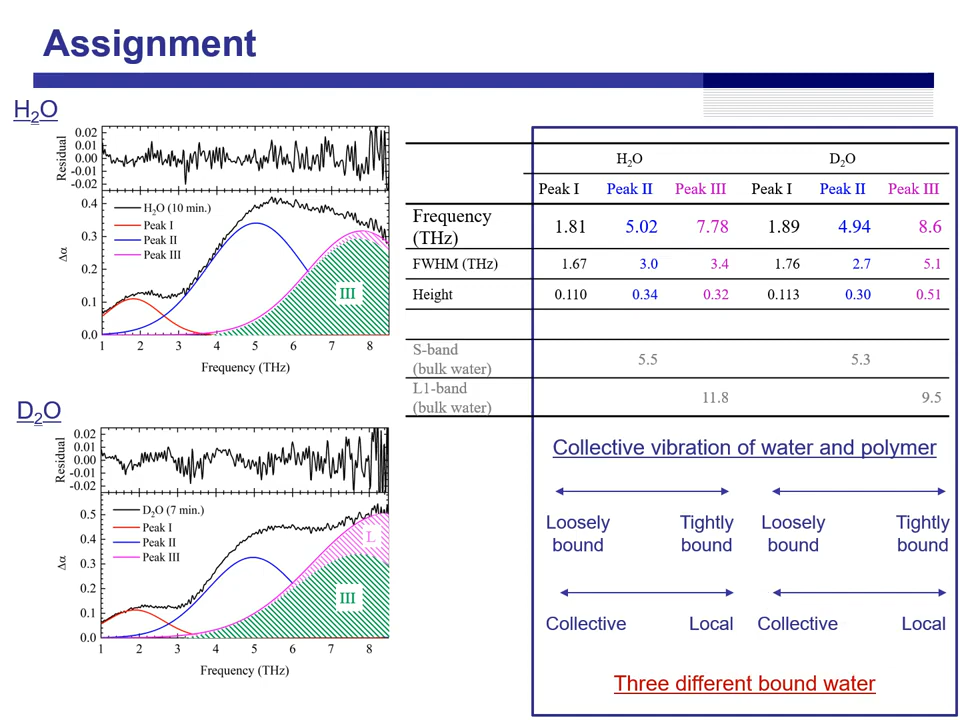 Assignment
H2O
Residual
0.02
0.01
0.00
-0.01
-0.02
Δα
0.4
0.3
0.2
0.1
0.0
H2O (10 min.)
Peak I
Peak II
Peak III
III
1 2 3 4 5 6 7 8
Frequency (THz)
D2O
Residual
0.02
0.01
0.00
-0.01
-0.02
Δα
0.5
0.4
0.3
0.2
0.1
0.0
D2O (7 min.)
Peak I
Peak II
Peak III
L
III
1 2 3 4 5 6 7 8
Frequency (THz)
H2O D2O
Peak I Peak II Peak III Peak I Peak II Peak III
Frequency
(THz) 1.81 5.02 7.78 1.89 4.94 8.6
FWHM (THz) 1.67 3.0 3.4 1.76 2.7 5.1
Height 0.110 0.34 0.32 0.113 0.30 0.51
S-band
(bulk water) 5.5 5.3
L1-band
(bulk water) 11.8 9.5
Collective vibration of water and polymer
Loosely Tightly Loosely Tightly
bound bound bound bound
Collective Local Collective Local
Three different bound water